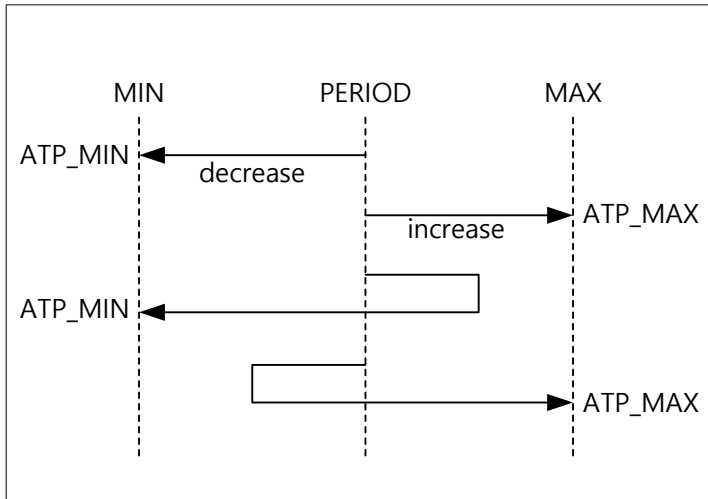 MIN PERIOD MAX
ATP_MIN
decrease
ATP_MAX
increase
ATP_MIN
ATP_MAX